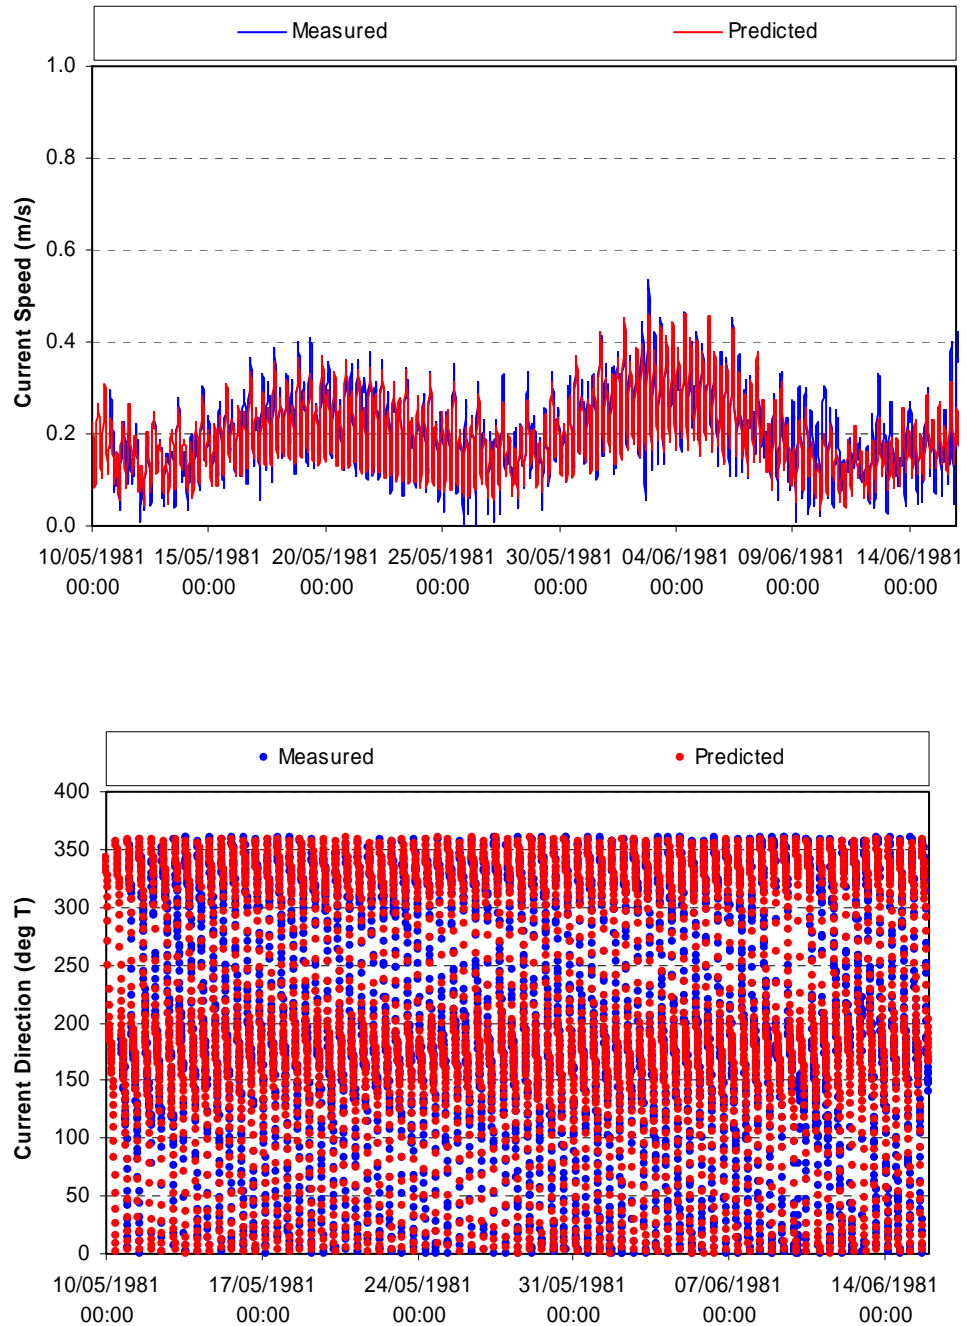 Measured Predicted
1.0
0.8
0.6
0.4
0.2
0.0
Current Speed (m/s)
10/05/1981 15/05/1981 20/05/1981 25/05/1981 30/05/1981 04/06/1981 09/06/1981 14/06/1981
00:00 00:00 00:00 00:00 00:00 00:00 00:00 00:00
Measured Predicted
400
350
300
250
200
150
100
50
0
Current Direction (deg T)
10/05/1981 17/05/1981 24/05/1981 31/05/1981 07/06/1981 14/06/1981
00:00 00:00 00:00 00:00 00:00 00:00